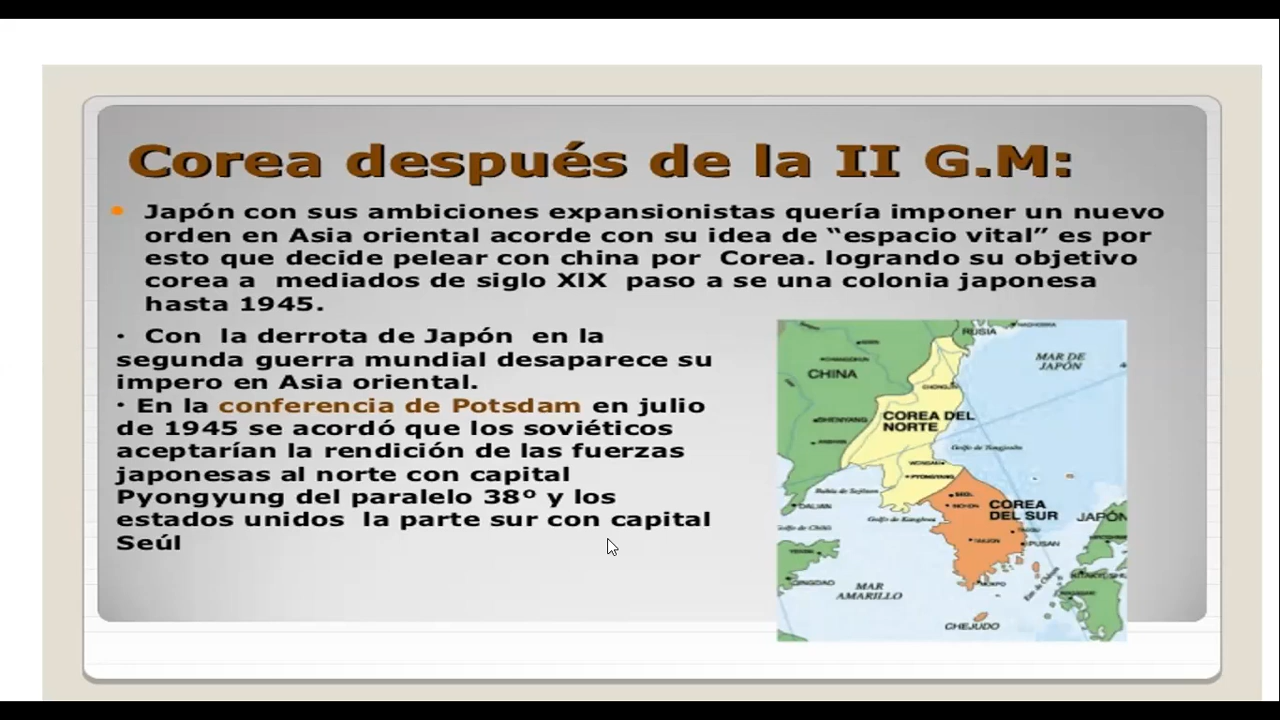 Corea después de la II G.M:
• Japón con sus ambiciones expansionistas quería imponer un nuevo
orden en Asia oriental acorde con su idea de “espacio vital” es por
esto que decide pelear con china por Corea. logrando su objetivo
corea a mediados de siglo XIX paso a se una colonia japonesa
hasta 1945.
• Con la derrota de Japón en la
segunda guerra mundial desaparece su
impero en Asia oriental.
• En la conferencia de Potsdam en julio
de 1945 se acordó que los soviéticos
aceptarían la rendición de las fuerzas
japonesas al norte con capital
Pyongyung del paralelo 38º y los
estados unidos la parte sur con capital
Seúl
RUSIA
MAR DE
JAPÓN
CHINA
COREA DEL
NORTE
PYONGYANG
SEÚL
COREA
DEL SUR
JAPÓN
DALIAN
PUSAN
QINGDAO
MAR
AMARILLO
CHEJUDO